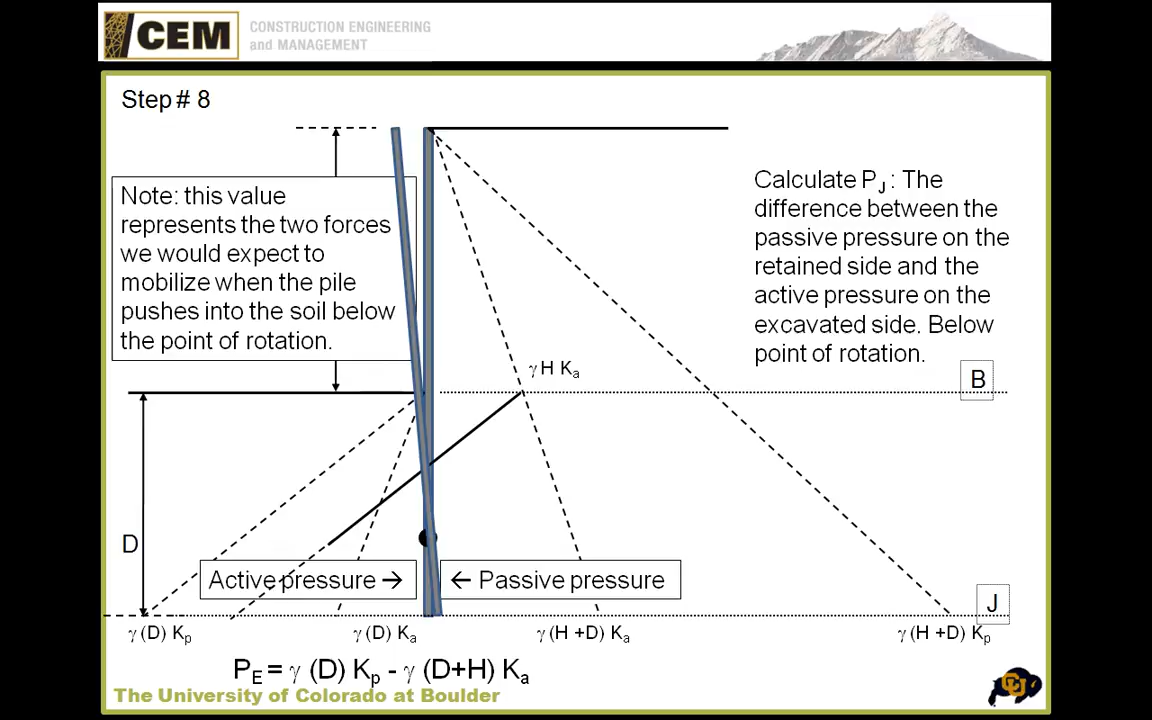 CEM
CONSTRUCTION ENGINEERING
and MANAGEMENT
Step # 8
Note: this value
represents the two forces
we would expect to
mobilize when the pile
pushes into the soil below
the point of rotation.
Calculate PJ : The
difference between the
passive pressure on the
retained side and the
active pressure on the
excavated side. Below
point of rotation.
γ H Ka
B
D
Active pressure →
← Passive pressure
J
γ (D) Kp
γ (D) Ka
γ (H +D) Ka
γ (H +D) Kp
PE = γ (D) Kp - γ (D+H) Ka
The University of Colorado at Boulder
CU